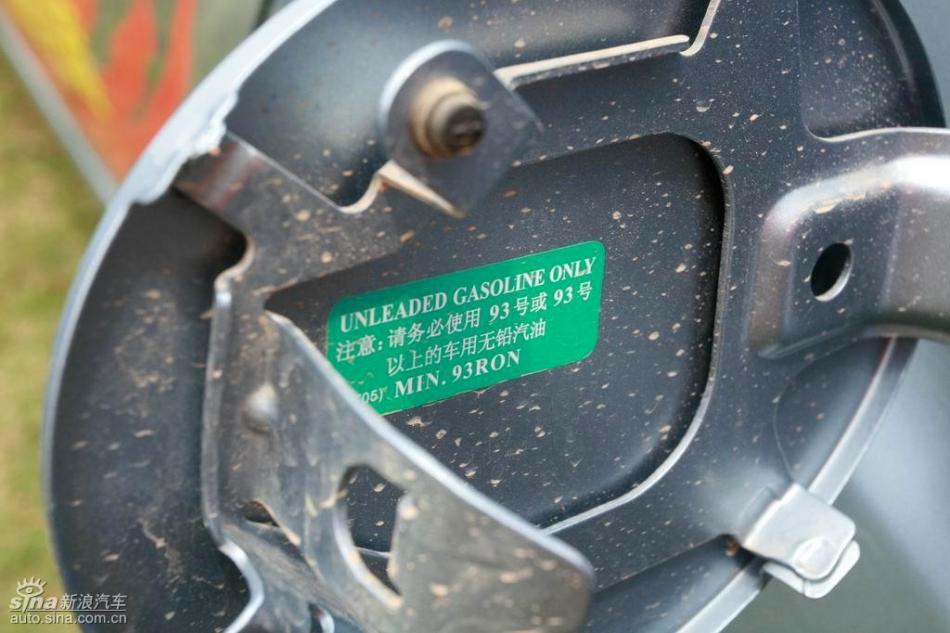 UNLEADED GASOLINE ONLY
注意：请务必使用 93号或 93号
以上的车用无铅汽油
MIN. 93RON
05)
sina新浪汽车
auto.sina.com.cn